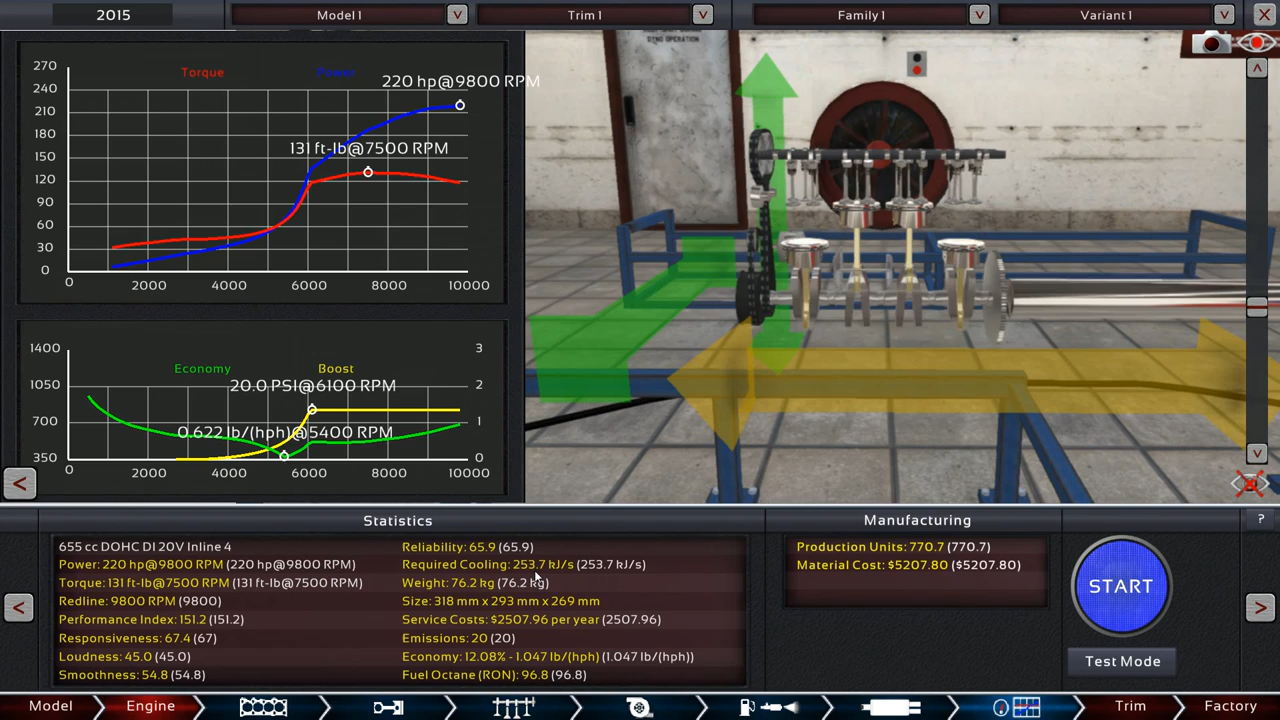 2015
Model 1
v
Trim 1
v
Family 1
v
Variant 1
v
X
270
240
210
180
150
120
90
60
30
0
Torque
Power
220 hp@9800 RPM
131 ft-lb@7500 RPM
0 2000 4000 6000 8000 10000
DYNO OPERATION
1400
1050
700
350
3
2
1
0
Economy
Boost
20.0 PSI@6100 RPM
0.622 lb/(hph)@5400 RPM
0 2000 4000 6000 8000 10000
<
Statistics
655 cc DOHC DI 20V Inline 4
Power: 220 hp@9800 RPM (220 hp@9800 RPM)
Torque: 131 ft-lb@7500 RPM (131 ft-lb@7500 RPM)
Redline: 9800 RPM (9800)
Performance Index: 151.2 (151.2)
Responsiveness: 67.4 (67)
Loudness: 45.0 (45.0)
Smoothness: 54.8 (54.8)
Reliability: 65.9 (65.9)
Required Cooling: 253.7 kJ/s (253.7 kJ/s)
Weight: 76.2 kg (76.2 kg)
Size: 318 mm x 293 mm x 269 mm
Service Costs: $2507.96 per year (2507.96)
Emissions: 20 (20)
Economy: 12.08% - 1.047 lb/(hph) (1.047 lb/(hph))
Fuel Octane (RON): 96.8 (96.8)
Manufacturing
Production Units: 770.7 (770.7)
Material Cost: $5207.80 ($5207.80)
?
START
Test Mode
<
>
Model
Engine
Trim
Factory